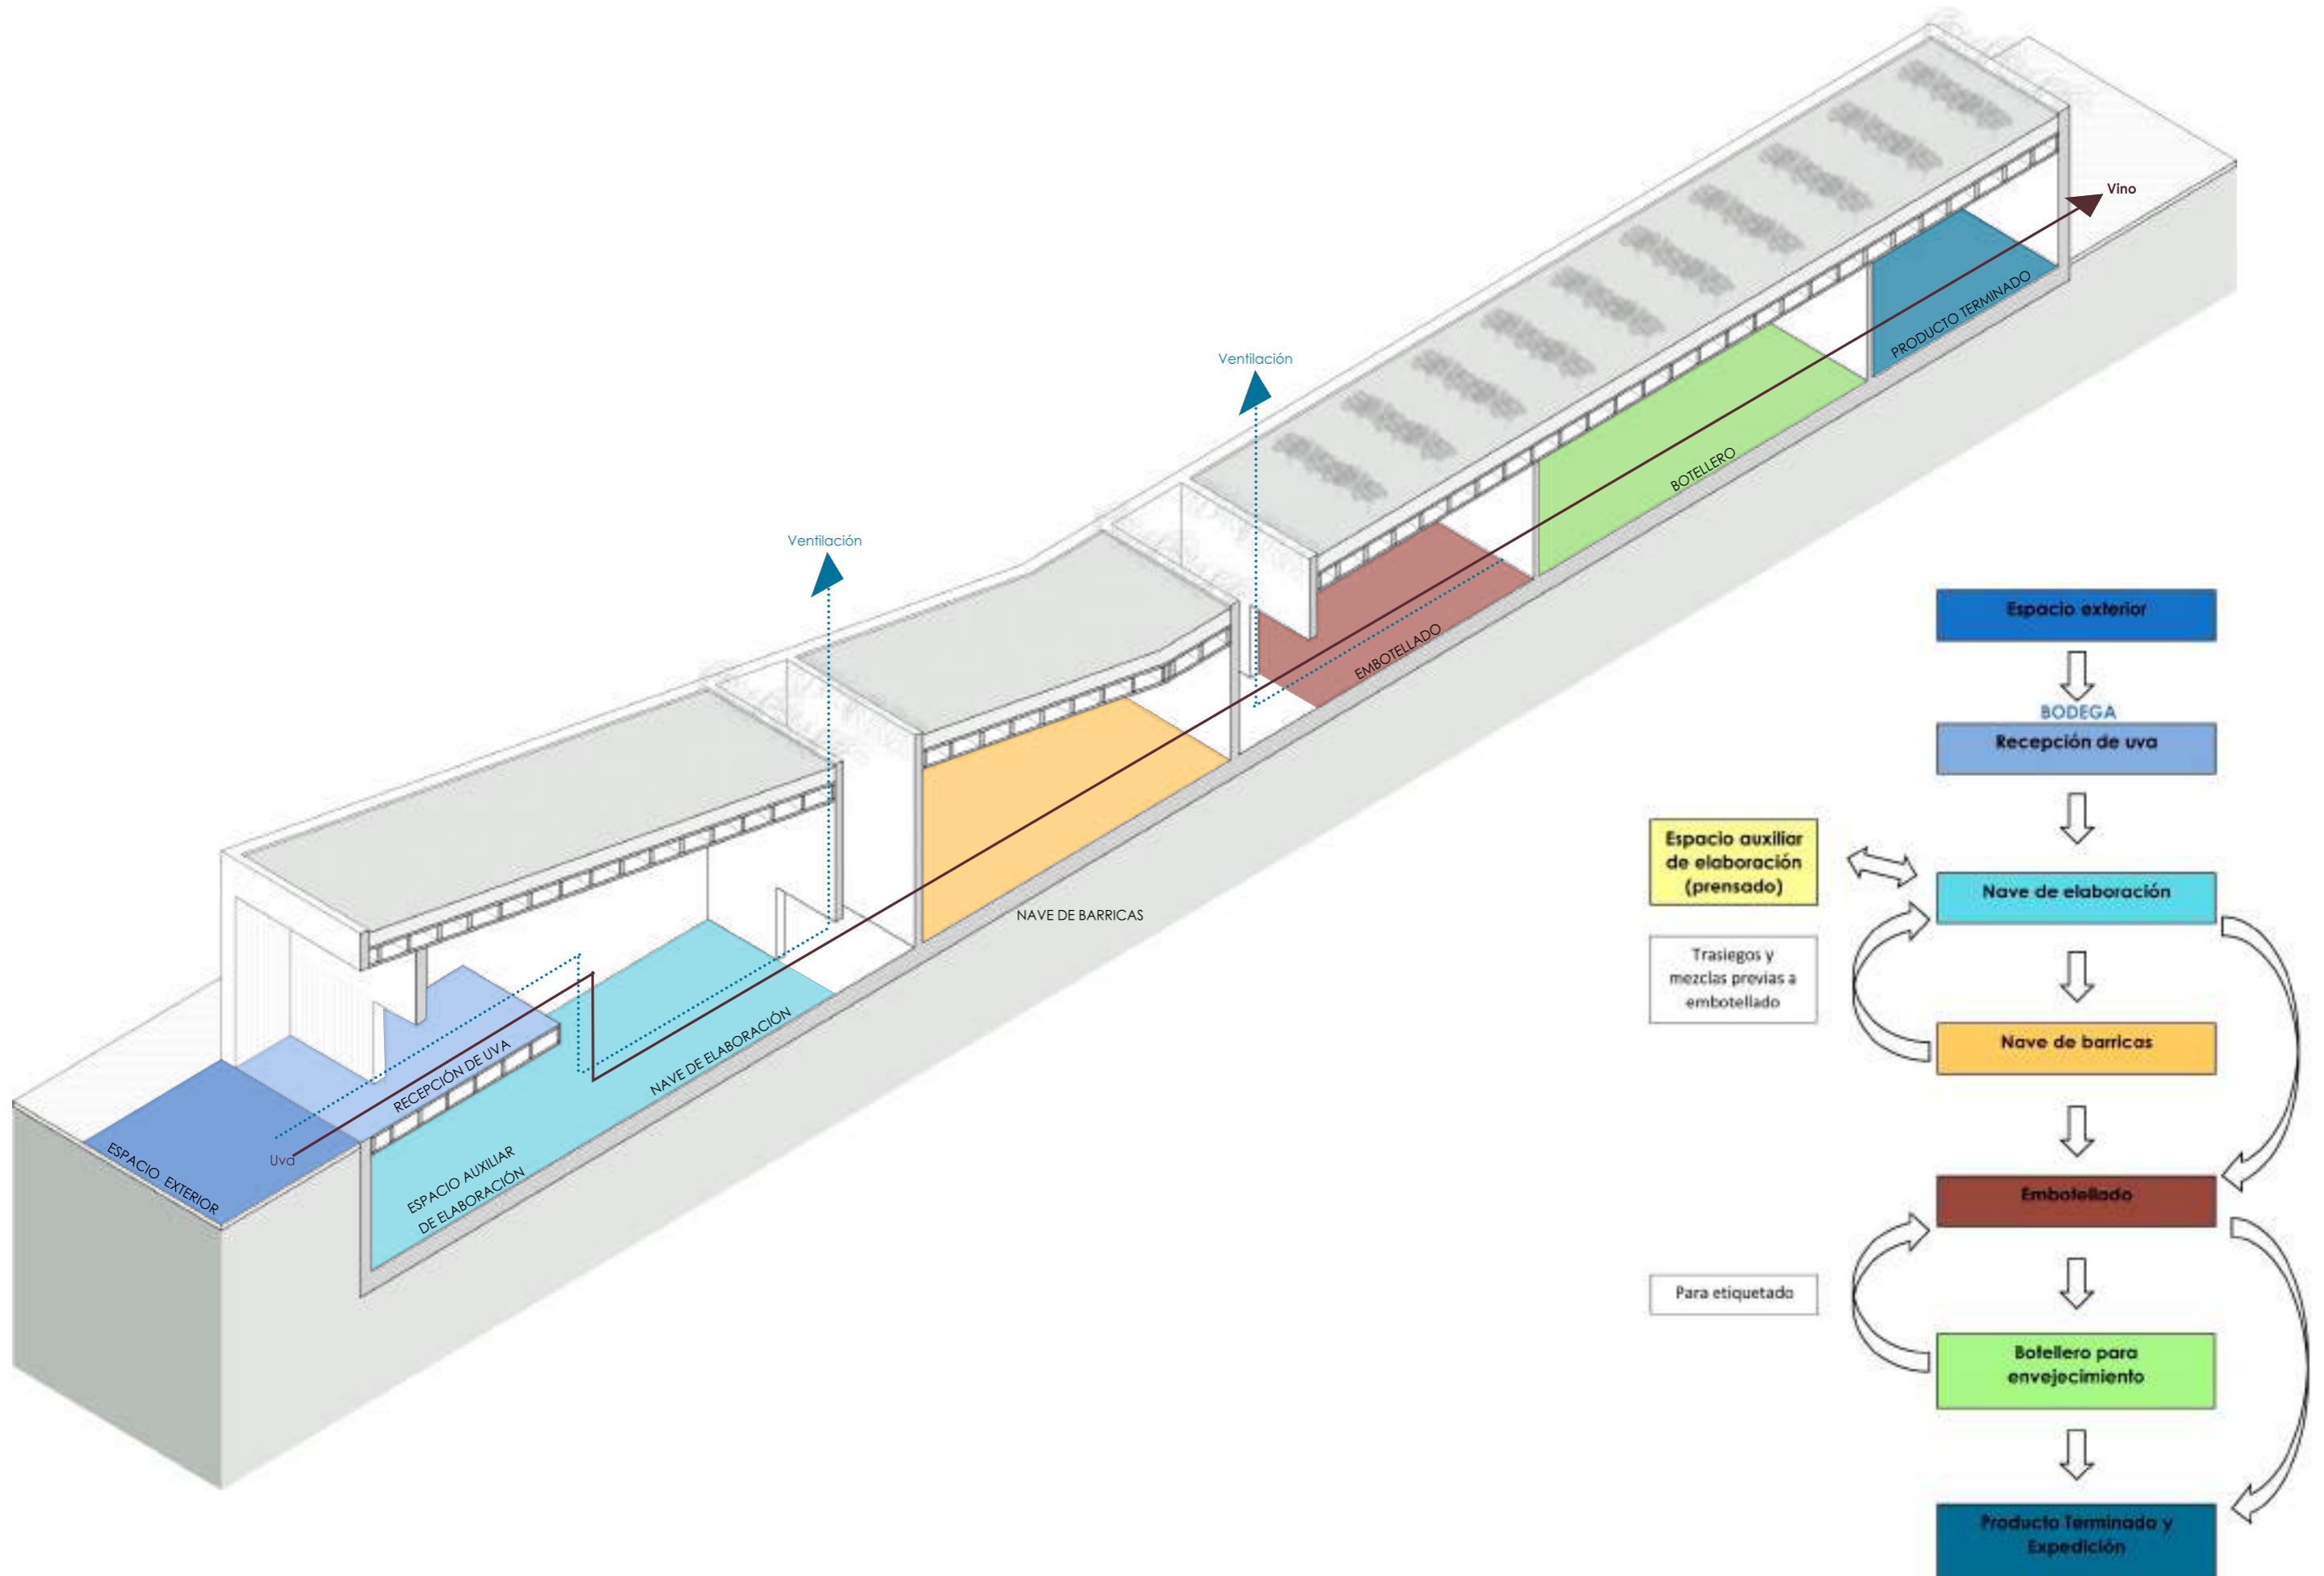 Vino
PRODUCTO TERMINADO
Ventilación
BOTELLERO
Ventilación
EMBOTELLADO
NAVE DE BARRICAS
NAVE DE ELABORACIÓN
RECEPCIÓN DE UVA
Uva
ESPACIO EXTERIOR
ESPACIO AUXILIAR
DE ELABORACIÓN
Espacio exterior
BODEGA
Recepción de uva
Espacio auxiliar
de elaboración
(prensado)
Nave de elaboración
Trasiegos y
mezclas previas a
embotellado
Nave de barricas
Embotellado
Para etiquetado
Botellero para
envejecimiento
Producto Terminado y
Expedición